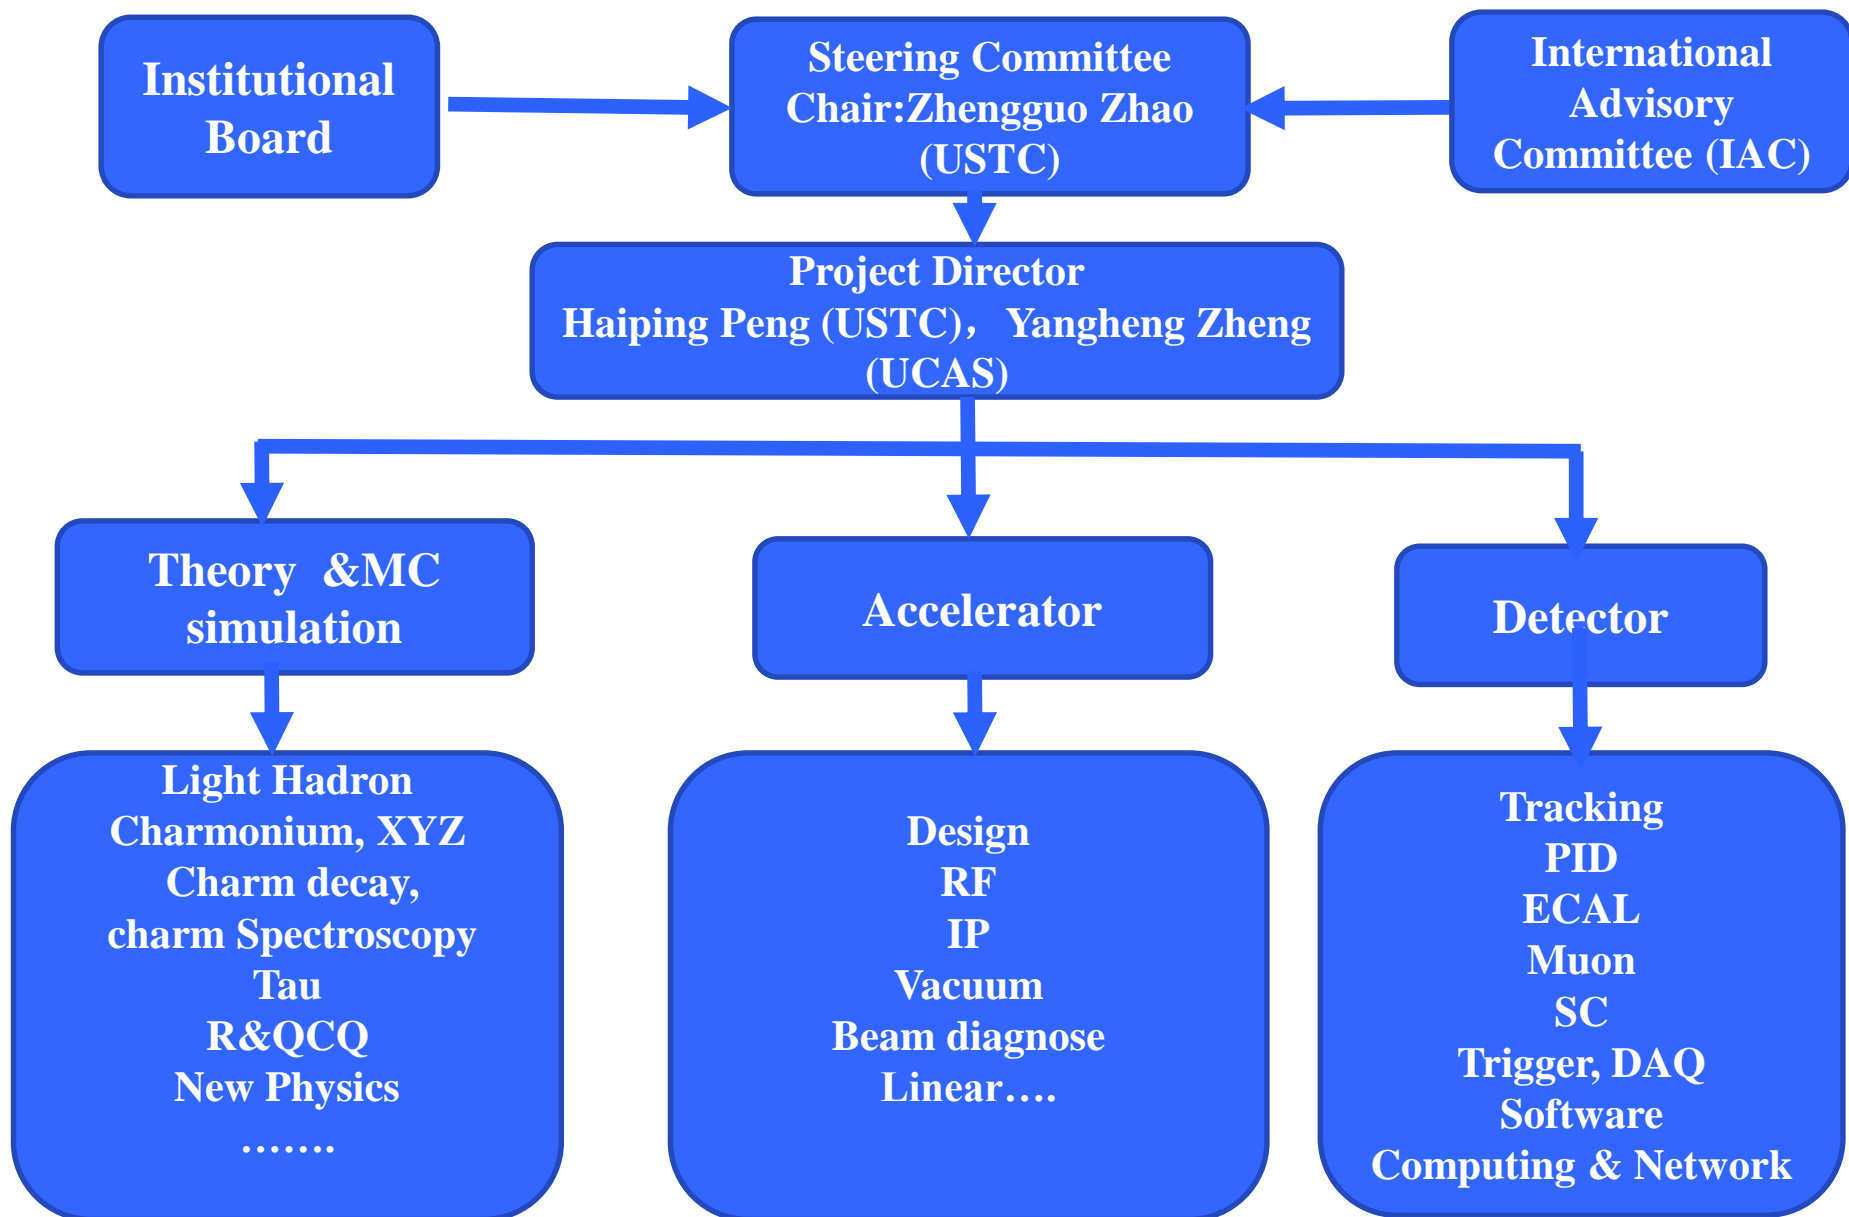 Institutional
Board
Steering Committee
Chair:Zhengguo Zhao
(USTC)
International
Advisory
Committee (IAC)
Project Director
Haiping Peng (USTC)， Yangheng Zheng
(UCAS)
Theory &MC
simulation
Accelerator
Detector
Light Hadron
Charmonium, XYZ
Charm decay,
charm Spectroscopy
Tau
R&QCQ
New Physics
…….
Design
RF
IP
Vacuum
Beam diagnose
Linear….
Tracking
PID
ECAL
Muon
SC
Trigger, DAQ
Software
Computing & Network